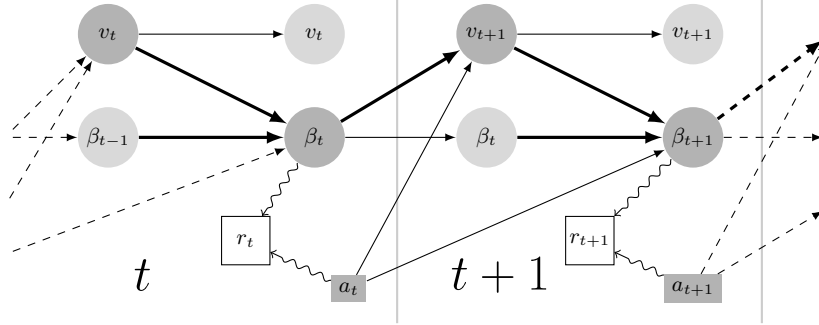 v_t v_t v_{t+1} v_{t+1}
β_{t−1} β_t β_t β_{t+1}
r_t r_{t+1}
t a_t t + 1 a_{t+1}